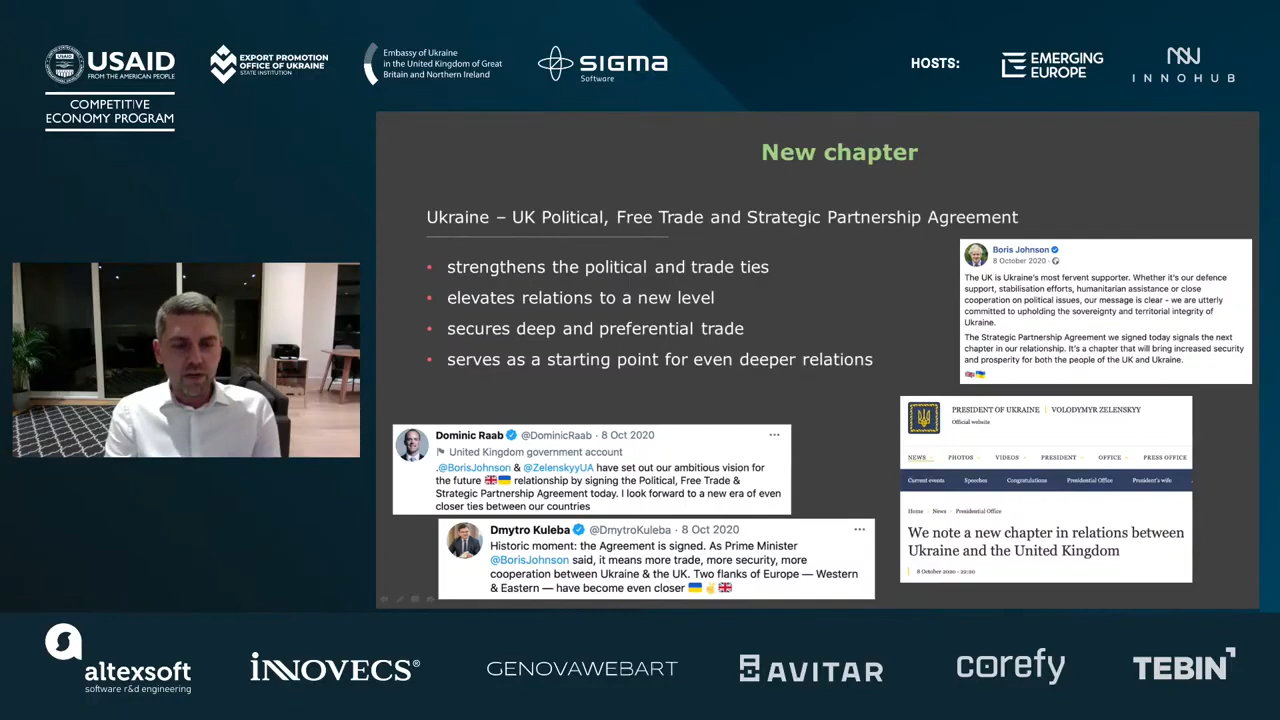 USAID
FROM THE AMERICAN PEOPLE
COMPETITIVE
ECONOMY PROGRAM
EXPORT PROMOTION
OFFICE OF UKRAINE
STATE INSTITUTION
Embassy of Ukraine
in the United Kingdom of Great
Britain and Northern Ireland
SIGMA
Software
HOSTS:
EMERGING
EUROPE
INNOHUB
New chapter
Ukraine – UK Political, Free Trade and Strategic Partnership Agreement
• strengthens the political and trade ties
• elevates relations to a new level
• secures deep and preferential trade
• serves as a starting point for even deeper relations
Boris Johnson
8 October 2020 ·
The UK is Ukraine's most fervent supporter. Whether it's our defence
support, stabilisation efforts, humanitarian assistance or close
cooperation on political issues, our message is clear - we are utterly
committed to upholding the sovereignty and territorial integrity of
Ukraine.
The Strategic Partnership Agreement we signed today signals the next
chapter in our relationship. It's a chapter that will bring increased security
and prosperity for both the people of the UK and Ukraine.
🇬🇧🇺🇦
Dominic Raab @DominicRaab · 8 Oct 2020 ···
United Kingdom government account
.@BorisJohnson & @ZelenskyyUA have set out our ambitious vision for
the future 🇬🇧🇺🇦 relationship by signing the Political, Free Trade &
Strategic Partnership Agreement today. I look forward to a new era of even
closer ties between our countries
Dmytro Kuleba @DmytroKuleba · 8 Oct 2020 ···
Historic moment: the Agreement is signed. As Prime Minister
@BorisJohnson said, it means more trade, more security, more
cooperation between Ukraine & the UK. Two flanks of Europe — Western
& Eastern — have become even closer 🇺🇦✌️🇬🇧
PRESIDENT OF UKRAINE | VOLODYMYR ZELENSKYY
Official website
NEWS PHOTOS VIDEOS PRESIDENT OFFICE PRESS OFFICE
Current events Speeches Congratulations Presidential Office President's wife
Home News Presidential Office
We note a new chapter in relations between
Ukraine and the United Kingdom
8 October 2020 - 22:20
altexsoft
software r&d engineering
INNOVECS®
GENOVAWEBART
AVITAR
corefy
TEBIN